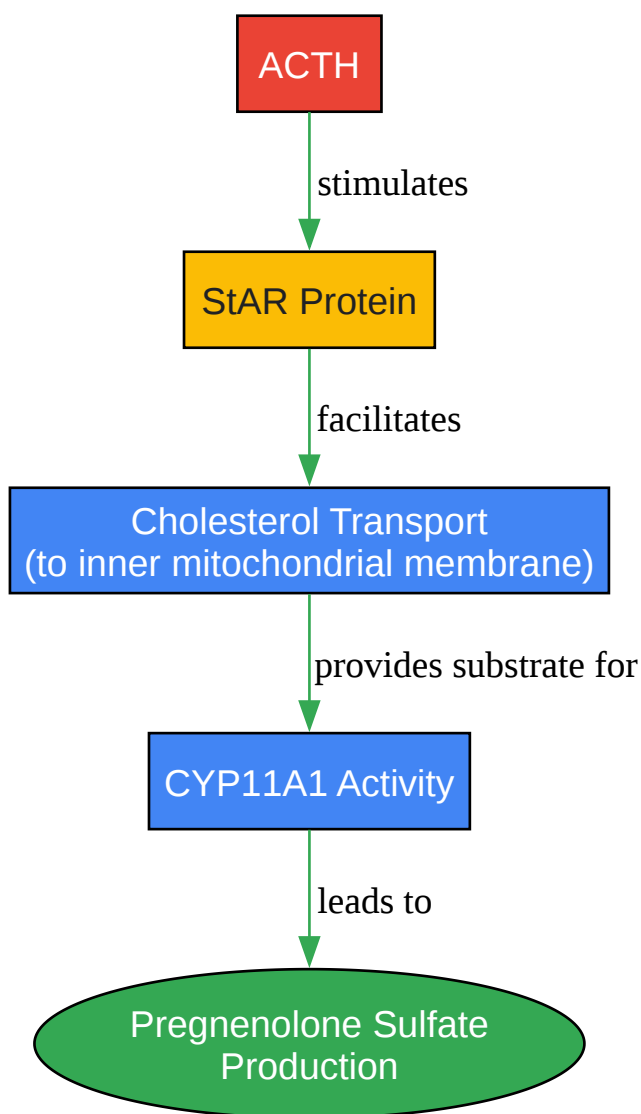 ACTH
stimulates
StAR Protein
facilitates
Cholesterol Transport
(to inner mitochondrial membrane)
provides substrate for
CYP11A1 Activity
leads to
Pregnenolone Sulfate
Production